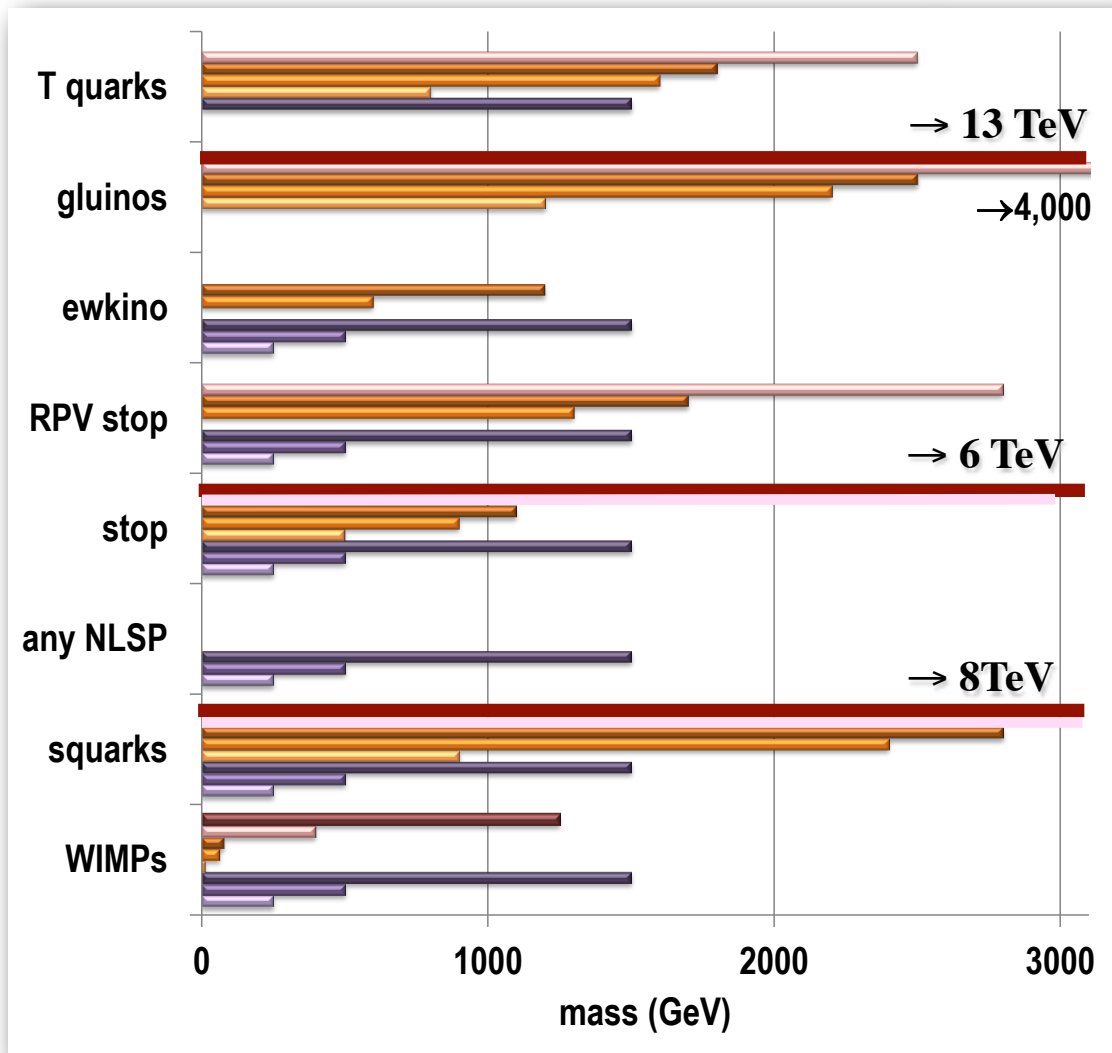 T quarks
→ 13 TeV
gluinos
→4,000
ewkino
RPV stop
→ 6 TeV
stop
any NLSP
→ 8TeV
squarks
WIMPs
0 1000 2000 3000
mass (GeV)